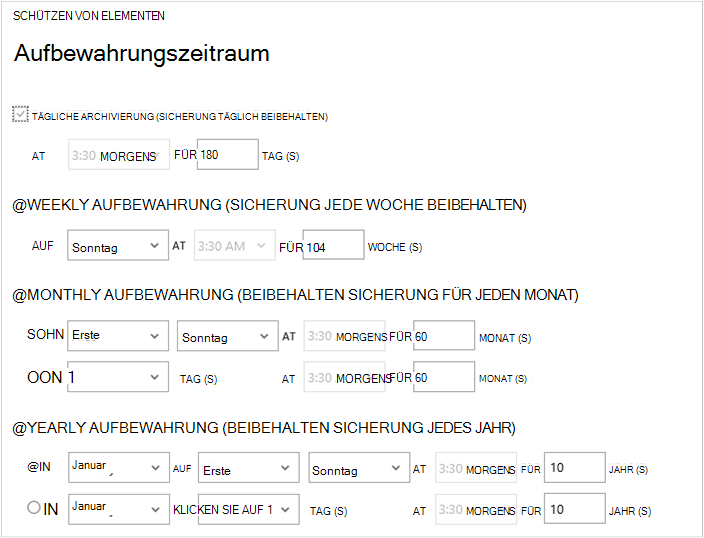 SCHÜTZEN VON ELEMENTEN
Aufbewahrungszeitraum
TÄGLICHE ARCHIVIERUNG (SICHERUNG TÄGLICH BEIBEHALTEN)
AT 3:30 MORGENS FÜR 180 TAG (S)
@WEEKLY AUFBEWAHRUNG (SICHERUNG JEDE WOCHE BEIBEHALTEN)
AUF Sonntag AT 3:30 AM FÜR 104 WOCHE (S)
@MONTHLY AUFBEWAHRUNG (BEIBEHALTEN SICHERUNG FÜR JEDEN MONAT)
SOHN Erste Sonntag AT 3:30 MORGENS FÜR 60 MONAT (S)
OON 1 TAG (S) AT 3:30 MORGENS FÜR 60 MONAT (S)
@YEARLY AUFBEWAHRUNG (BEIBEHALTEN SICHERUNG JEDES JAHR)
@IN Januar AUF Erste Sonntag AT 3:30 MORGENS FÜR 10 JAHR (S)
IN Januar KLICKEN SIE AUF 1 TAG (S) AT 3:30 MORGENS FÜR 10 JAHR (S)